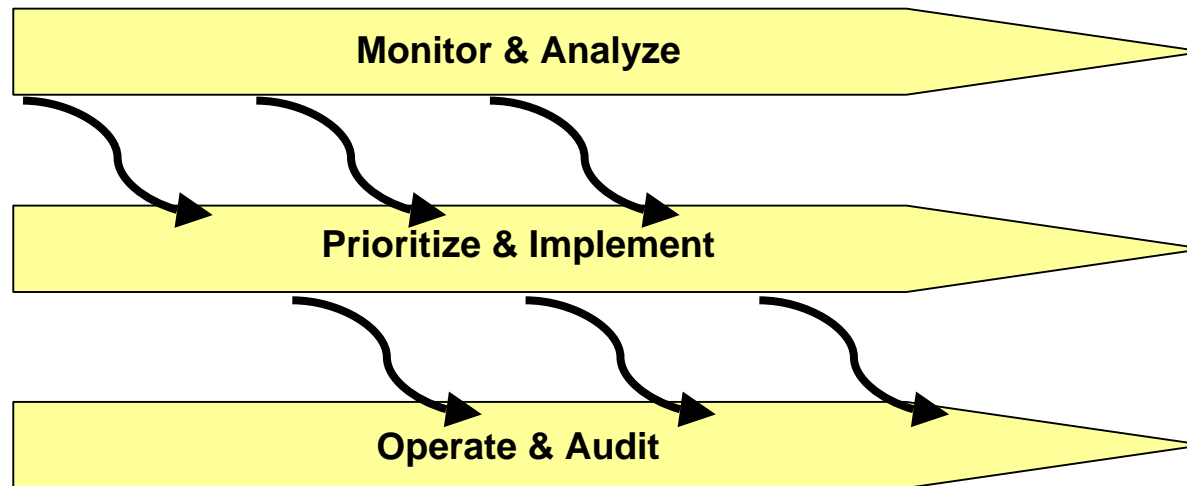 Monitor & Analyze
Prioritize & Implement
Operate & Audit